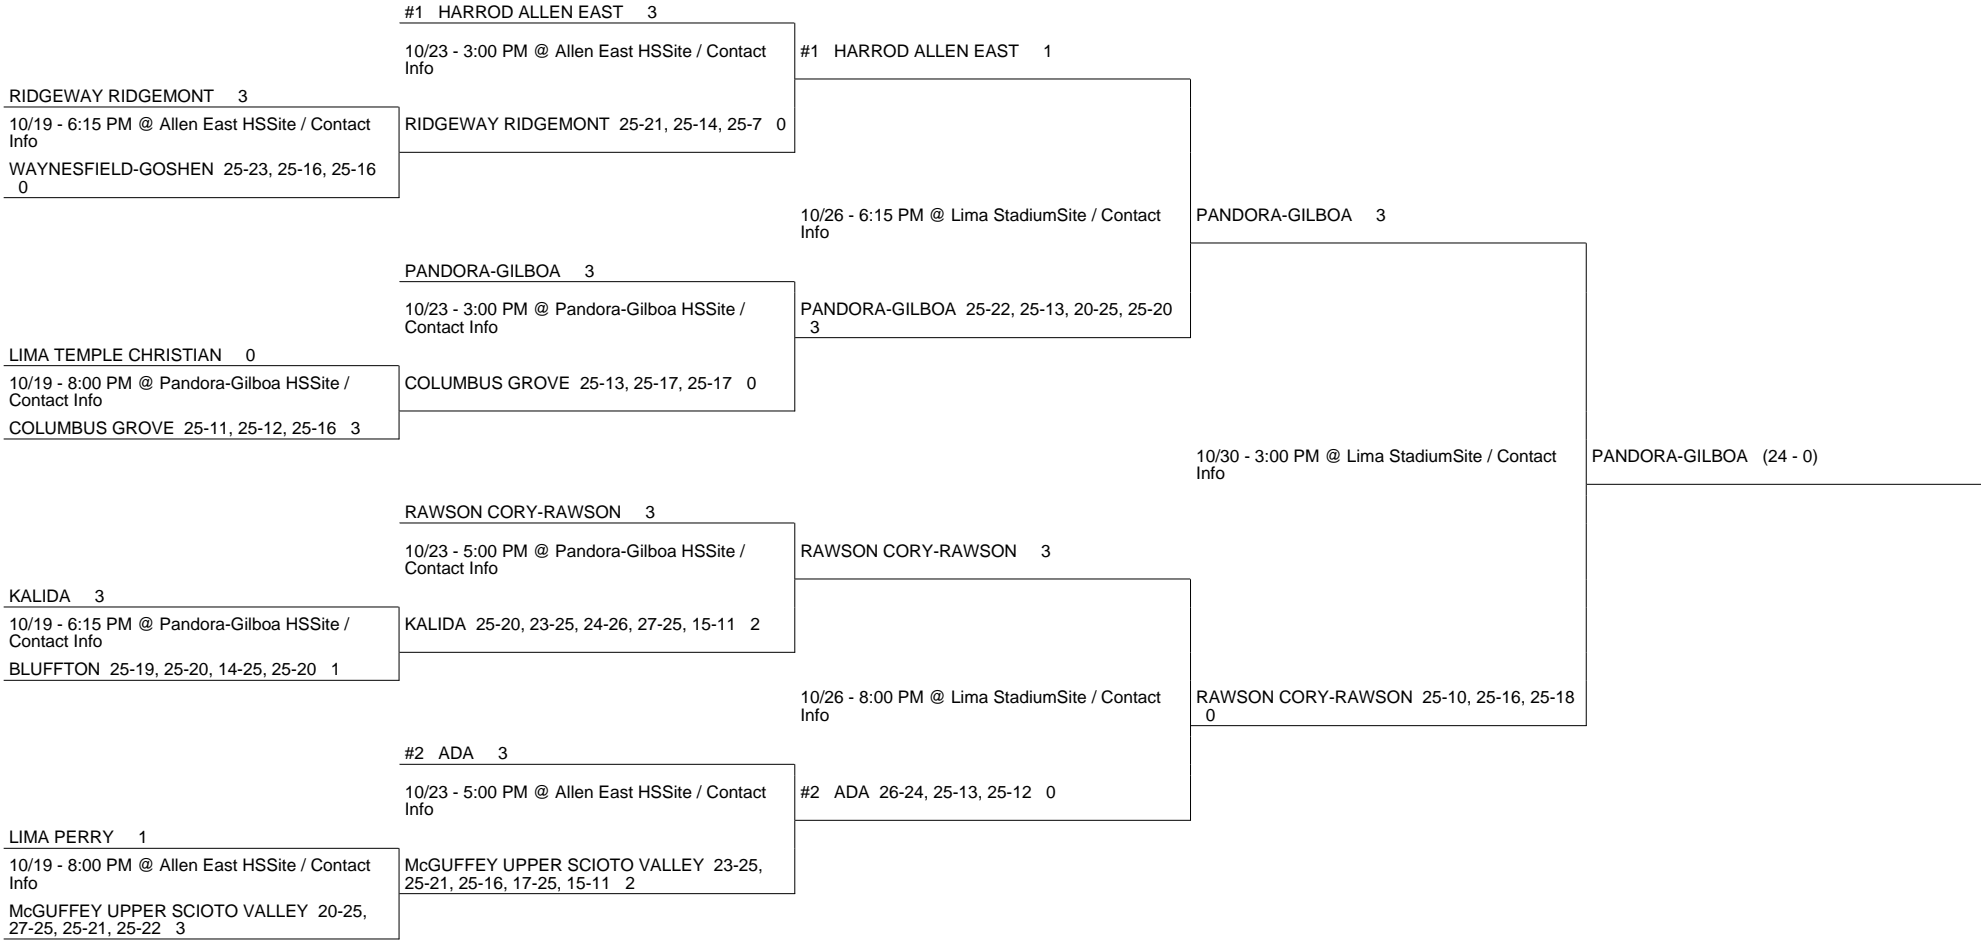 #1 HARROD ALLEN EAST 3
10/23 - 3:00 PM @ Allen East HSSite / Contact
Info
#1 HARROD ALLEN EAST 1
RIDGEWAY RIDGEMONT 3
10/19 - 6:15 PM @ Allen East HSSite / Contact
Info
RIDGEWAY RIDGEMONT 25-21, 25-14, 25-7 0
WAYNESFIELD-GOSHEN 25-23, 25-16, 25-16
0
10/26 - 6:15 PM @ Lima StadiumSite / Contact
Info
PANDORA-GILBOA 3
PANDORA-GILBOA 3
10/23 - 3:00 PM @ Pandora-Gilboa HSSite /
Contact Info
PANDORA-GILBOA 25-22, 25-13, 20-25, 25-20
3
LIMA TEMPLE CHRISTIAN 0
10/19 - 8:00 PM @ Pandora-Gilboa HSSite /
Contact Info
COLUMBUS GROVE 25-13, 25-17, 25-17 0
COLUMBUS GROVE 25-11, 25-12, 25-16 3
10/30 - 3:00 PM @ Lima StadiumSite / Contact
Info
PANDORA-GILBOA (24 - 0)
RAWSON CORY-RAWSON 3
10/23 - 5:00 PM @ Pandora-Gilboa HSSite /
Contact Info
RAWSON CORY-RAWSON 3
KALIDA 3
10/19 - 6:15 PM @ Pandora-Gilboa HSSite /
Contact Info
KALIDA 25-20, 23-25, 24-26, 27-25, 15-11 2
BLUFFTON 25-19, 25-20, 14-25, 25-20 1
10/26 - 8:00 PM @ Lima StadiumSite / Contact
Info
RAWSON CORY-RAWSON 25-10, 25-16, 25-18
0
#2 ADA 3
10/23 - 5:00 PM @ Allen East HSSite / Contact
Info
#2 ADA 26-24, 25-13, 25-12 0
LIMA PERRY 1
10/19 - 8:00 PM @ Allen East HSSite / Contact
Info
McGUFFEY UPPER SCIOTO VALLEY 23-25,
25-21, 25-16, 17-25, 15-11 2
McGUFFEY UPPER SCIOTO VALLEY 20-25,
27-25, 25-21, 25-22 3